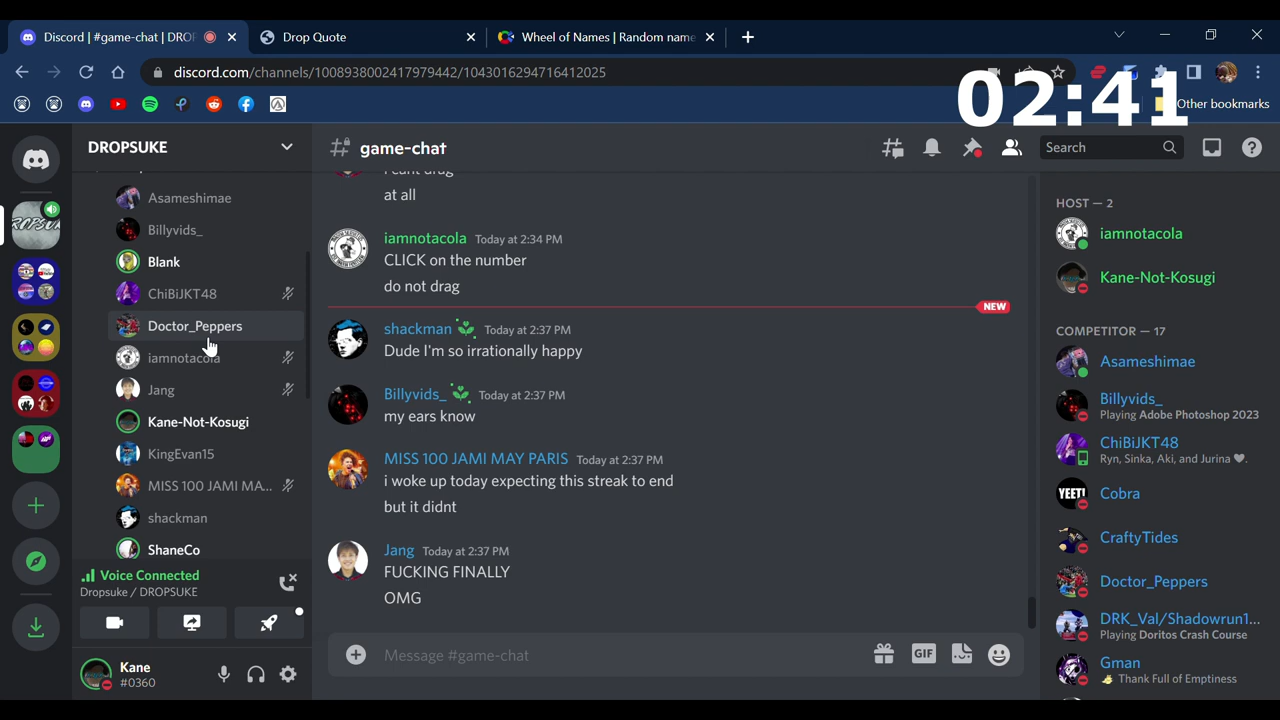 Discord | #game-chat | DROP
Drop Quote
Wheel of Names | Random name
discord.com/channels/1008938002417979442/1043016294716412025
02:41
Other bookmarks
DROPSUKE
game-chat
Search
Asameshimae
Billyvids_
Blank
ChiBiJKT48
Doctor_Peppers
iamnotacola
Jang
Kane-Not-Kosugi
KingEvan15
MISS 100 JAMI MA...
shackman
ShaneCo
Voice Connected
Dropsuke / DROPSUKE
Kane
#0360
i cant drag
at all
iamnotacola Today at 2:34 PM
CLICK on the number
do not drag
NEW
shackman Today at 2:37 PM
Dude I'm so irrationally happy
Billyvids_ Today at 2:37 PM
my ears know
MISS 100 JAMI MAY PARIS Today at 2:37 PM
i woke up today expecting this streak to end
but it didnt
Jang Today at 2:37 PM
FUCKING FINALLY
OMG
Message #game-chat
GIF
HOST — 2
iamnotacola
Kane-Not-Kosugi
COMPETITOR — 17
Asameshimae
Billyvids_
Playing Adobe Photoshop 2023
ChiBiJKT48
Ryn, Sinka, Aki, and Jurina 🖤.
YEET!
Cobra
CraftyTides
Doctor_Peppers
DRK_Val/Shadowrun1...
Playing Doritos Crash Course
Gman
Thank Full of Emptiness